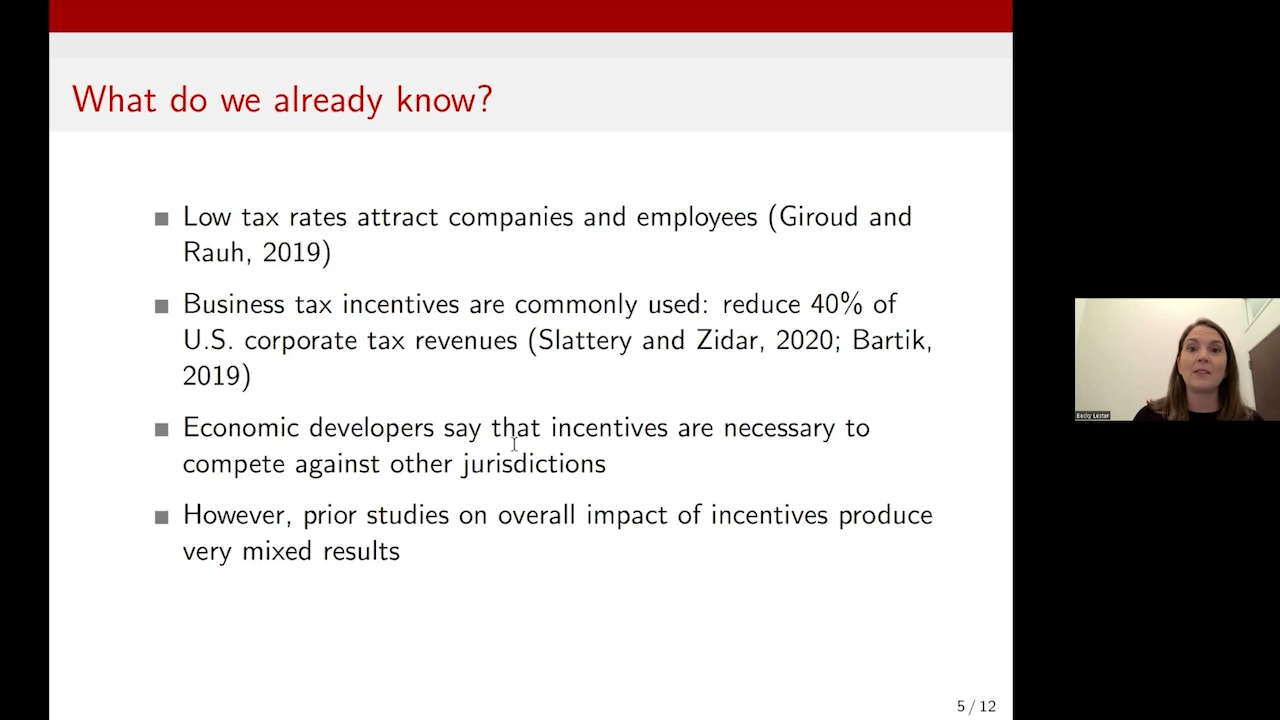 What do we already know?
Low tax rates attract companies and employees (Giroud and
Rauh, 2019)
Business tax incentives are commonly used: reduce 40% of
U.S. corporate tax revenues (Slattery and Zidar, 2020; Bartik,
2019)
Economic developers say that incentives are necessary to
compete against other jurisdictions
However, prior studies on overall impact of incentives produce
very mixed results
Becky Lester
5 / 12